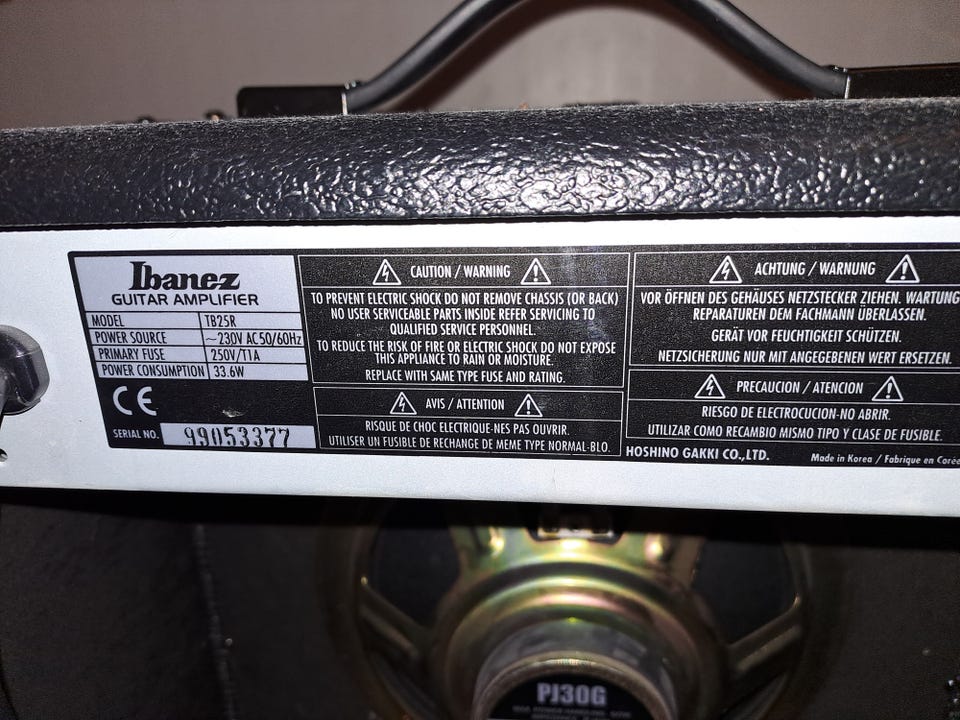 Ibanez
GUITAR AMPLIFIER
MODEL TB25R
POWER SOURCE ~230V AC50/60Hz
PRIMARY FUSE 250V/T1A
POWER CONSUMPTION 33.6W
CE
SERIAL NO. 99053377
CAUTION / WARNING
TO PREVENT ELECTRIC SHOCK DO NOT REMOVE CHASSIS (OR BACK)
NO USER SERVICEABLE PARTS INSIDE REFER SERVICING TO
QUALIFIED SERVICE PERSONNEL.
TO REDUCE THE RISK OF FIRE OR ELECTRIC SHOCK DO NOT EXPOSE
THIS APPLIANCE TO RAIN OR MOISTURE.
REPLACE WITH SAME TYPE FUSE AND RATING.
AVIS / ATTENTION
RISQUE DE CHOC ELECTRIQUE-NES PAS OUVRIR.
UTILISER UN FUSIBLE DE RECHANGE DE MEME TYPE NORMAL-BLO.
ACHTUNG / WARNUNG
VOR ÖFFNEN DES GEHÄUSES NETZSTECKER ZIEHEN. WARTUNG
REPARATUREN DEM FACHMANN ÜBERLASSEN.
GERÄT VOR FEUCHTIGKEIT SCHÜTZEN.
NETZSICHERUNG NUR MIT ANGEGEBENEN WERT ERSETZEN.
PRECAUCION / ATENCION
RIESGO DE ELECTROCUCION-NO ABRIR.
UTILIZAR COMO RECAMBIO MISMO TIPO Y CLASE DE FUSIBLE.
HOSHINO GAKKI CO.,LTD.
Made in Korea / Fabrique en Corée
PJ30G